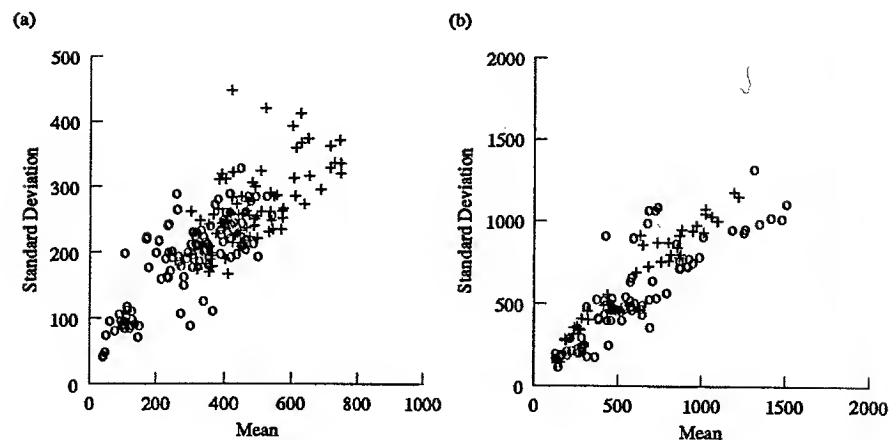 (a)
500
400
300
200
100
0
Standard Deviation
0 200 400 600 800 1000
Mean
(b)
2000
1500
1000
500
0
Standard Deviation
0 500 1000 1500 2000
Mean